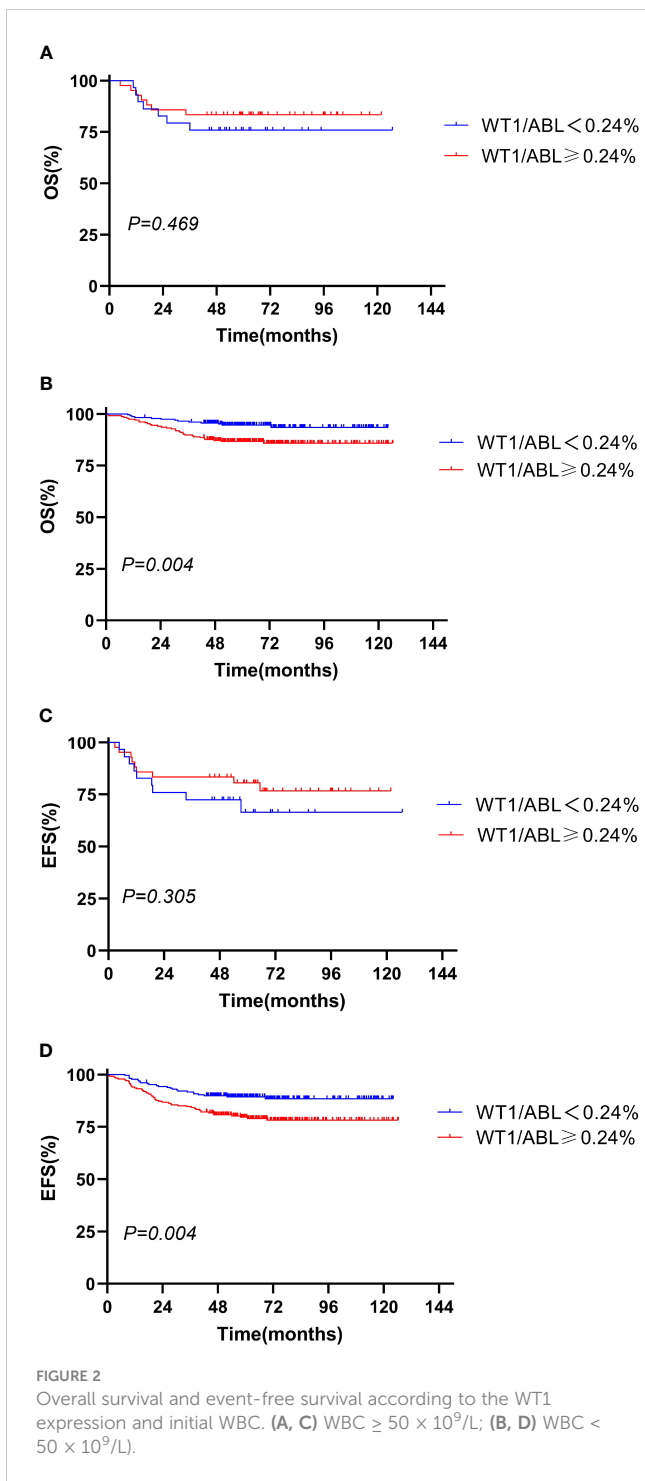 A
100
75
50
25
0
OS(%)
P=0.469
0 24 48 72 96 120 144
Time(months)
WT1/ABL＜0.24%
WT1/ABL≥0.24%
B
100
75
50
25
0
OS(%)
P=0.004
0 24 48 72 96 120 144
Time(months)
WT1/ABL＜0.24%
WT1/ABL≥0.24%
C
100
75
50
25
0
EFS(%)
P=0.305
0 24 48 72 96 120 144
Time(months)
WT1/ABL＜0.24%
WT1/ABL≥0.24%
D
100
75
50
25
0
EFS(%)
P=0.004
0 24 48 72 96 120 144
Time(months)
WT1/ABL＜0.24%
WT1/ABL≥0.24%
FIGURE 2
Overall survival and event-free survival according to the WT1
expression and initial WBC. (A, C) WBC ≥ 50 × 10⁹/L; (B, D) WBC <
50 × 10⁹/L).